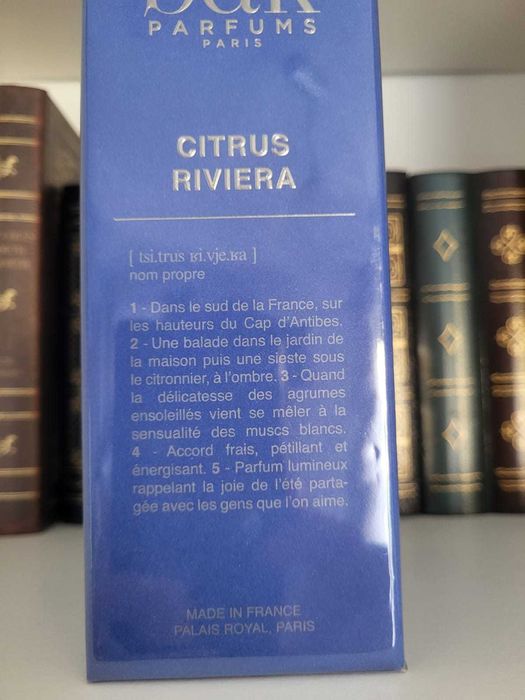 PARFUMS
PARIS
CITRUS
RIVIERA
[ tsi.trus ʁi.vje.ʁa ]
nom propre
1 - Dans le sud de la France, sur
les hauteurs du Cap d'Antibes.
2 - Une balade dans le jardin de
la maison puis une sieste sous
le citronnier, à l'ombre. 3 - Quand
la délicatesse des agrumes
ensoleillés vient se mêler à la
sensualité des muscs blancs.
4 - Accord frais, pétillant et
énergisant. 5 - Parfum lumineux
rappelant la joie de l'été parta-
gée avec les gens que l'on aime.
MADE IN FRANCE
PALAIS ROYAL, PARIS